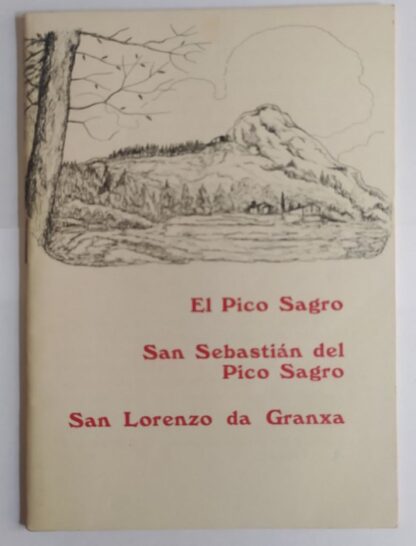 El Pico Sagro
San Sebastián del
Pico Sagro
San Lorenzo da Granxa